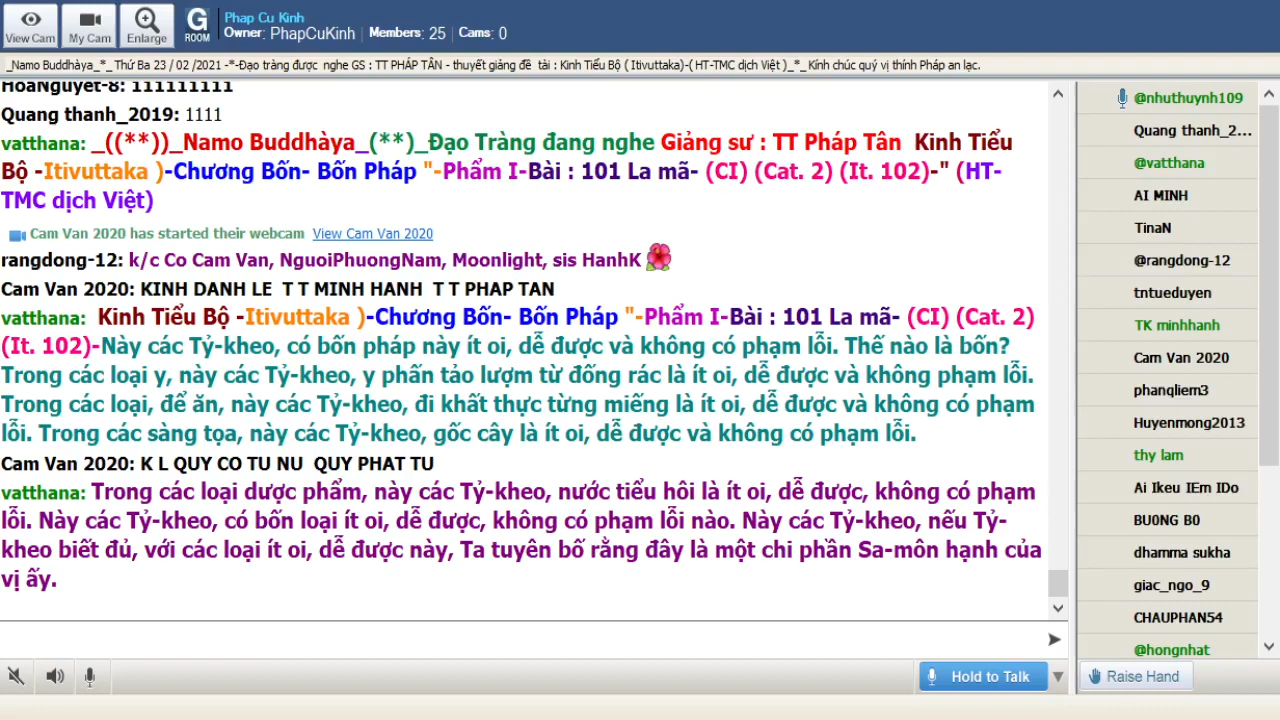 View Cam
My Cam
Enlarge
G
ROOM
Phap Cu Kinh
Owner: PhapCuKinh | Members: 25 | Cams: 0
_Namo Buddhàya_*_ Thứ Ba 23 / 02 /2021 -*-Đạo tràng được nghe GS : TT PHÁP TÂN - thuyết giảng đề tài : Kinh Tiểu Bộ ( Itivuttaka)-( HT-TMC dịch Việt )_*_ Kính chúc quý vị thính Pháp an lạc.
HoaNguyet-8: 111111111
Quang thanh_2019: 1111
vatthana: _((**))_Namo Buddhàya_(**)_Đạo Tràng đang nghe Giảng sư : TT Pháp Tân Kinh Tiểu
Bộ -Itivuttaka )-Chương Bốn- Bốn Pháp "-Phẩm I-Bài : 101 La mã- (CI) (Cat. 2) (It. 102)-" (HT-
TMC dịch Việt)
Cam Van 2020 has started their webcam View Cam Van 2020
rangdong-12: k/c Co Cam Van, NguoiPhuongNam, Moonlight, sis HanhK
Cam Van 2020: KINH DANH LE T T MINH HANH T T PHAP TAN
vatthana: Kinh Tiểu Bộ -Itivuttaka )-Chương Bốn- Bốn Pháp "-Phẩm I-Bài : 101 La mã- (CI) (Cat. 2)
(It. 102)-Này các Tỷ-kheo, có bốn pháp này ít oi, dễ được và không có phạm lỗi. Thế nào là bốn?
Trong các loại y, này các Tỷ-kheo, y phấn tảo lượm từ đống rác là ít oi, dễ được và không phạm lỗi.
Trong các loại, để ăn, này các Tỷ-kheo, đi khất thực từng miếng là ít oi, dễ được và không có phạm
lỗi. Trong các sàng tọa, này các Tỷ-kheo, gốc cây là ít oi, dễ được và không có phạm lỗi.
Cam Van 2020: K L QUY CO TU NU QUY PHAT TU
vatthana: Trong các loại dược phẩm, này các Tỷ-kheo, nước tiểu hôi là ít oi, dễ được, không có phạm
lỗi. Này các Tỷ-kheo, có bốn loại ít oi, dễ được, không có phạm lỗi nào. Này các Tỷ-kheo, nếu Tỷ-
kheo biết đủ, với các loại ít oi, dễ được này, Ta tuyên bố rằng đây là một chi phần Sa-môn hạnh của
vị ấy.
@nhuthuynh109
Quang thanh_2...
@vatthana
AI MINH
TinaN
@rangdong-12
tntueduyen
TK minhhanh
Cam Van 2020
phanqliem3
Huyenmong2013
thy lam
Ai Ikeu IEm IDo
BU0NG B0
dhamma sukha
giac_ngo_9
CHAUPHAN54
@hongnhat
Hold to Talk
Raise Hand